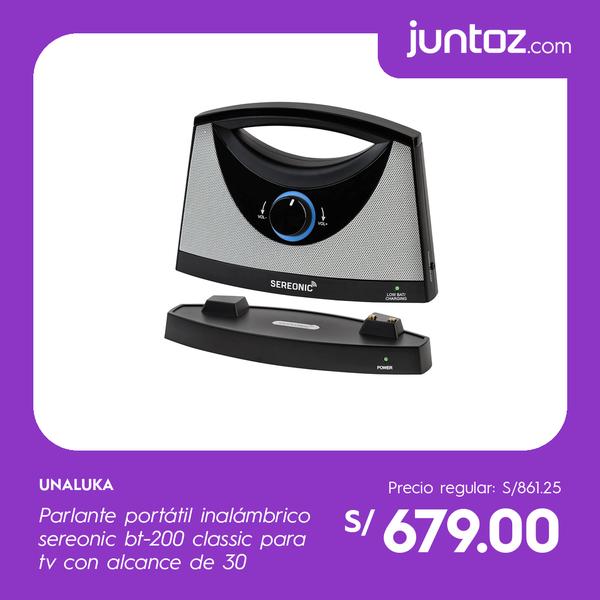 juntoz.com
VOL-
VOL+
SEREONIC
LOW BAT/
CHARGING
POWER
UNALUKA
Parlante portátil inalámbrico
sereonic bt-200 classic para
tv con alcance de 30
Precio regular: S/861.25
S/ 679.00